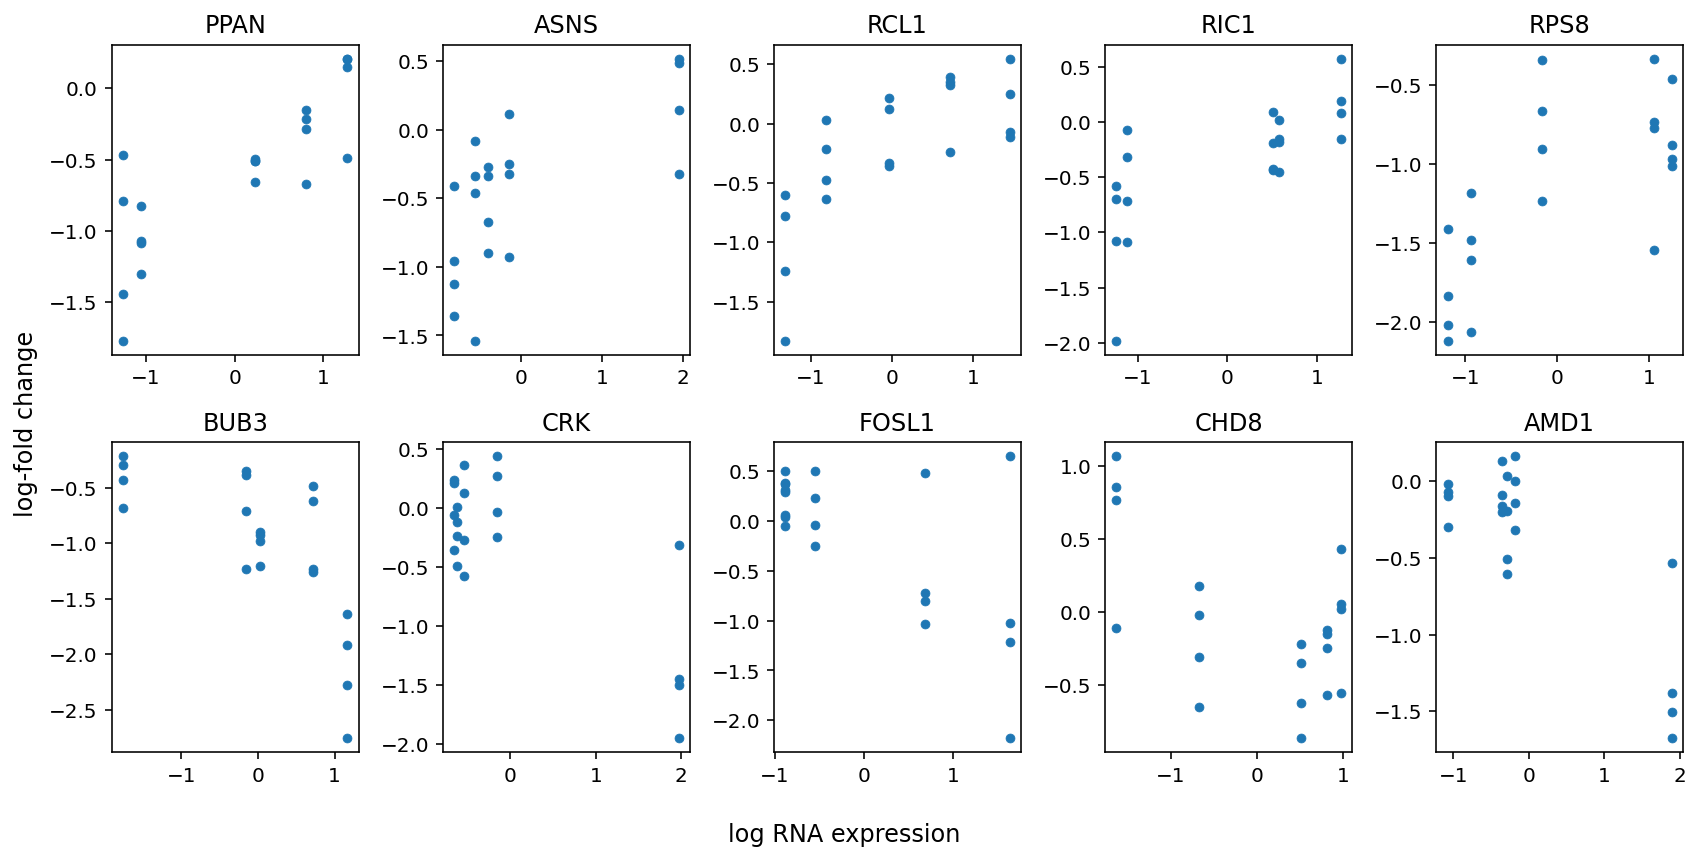 PPAN ASNS RCL1 RIC1 RPS8
0.0 −0.5 −1.0 −1.5
−1 0 1
0.5 0.0 −0.5 −1.0 −1.5
0 1 2
0.5 0.0 −0.5 −1.0 −1.5
−1 0 1
0.5 0.0 −0.5 −1.0 −1.5 −2.0
−1 0 1
−0.5 −1.0 −1.5 −2.0
−1 0 1
log-fold change
BUB3 CRK FOSL1 CHD8 AMD1
−0.5 −1.0 −1.5 −2.0 −2.5
−1 0 1
0.5 0.0 −0.5 −1.0 −1.5 −2.0
0 1 2
0.5 0.0 −0.5 −1.0 −1.5 −2.0
−1 0 1
1.0 0.5 0.0 −0.5
−1 0 1
0.0 −0.5 −1.0 −1.5
−1 0 1 2
log RNA expression